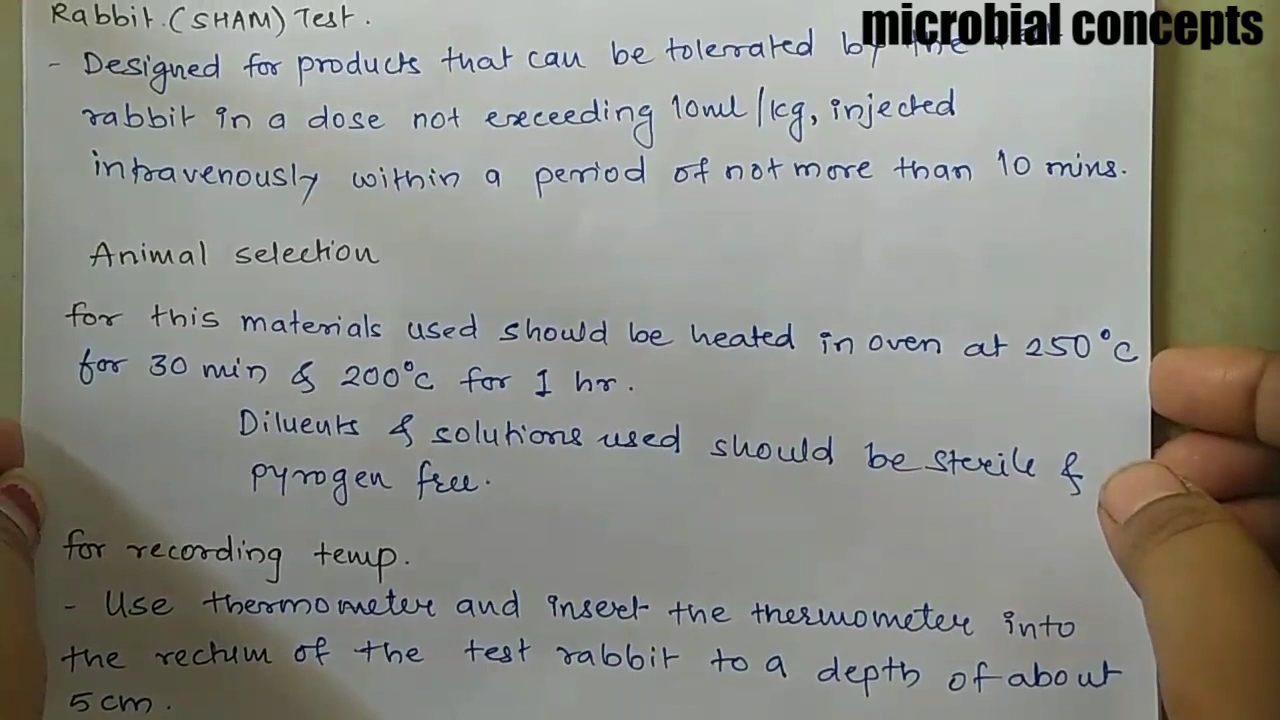 microbial concepts
Rabbit (SHAM) Test.
- Designed for products that can be tolerated by the
rabbit in a dose not exceeding 10ml/kg, injected
intravenously within a period of not more than 10 mins.
Animal selection
for this materials used should be heated in oven at 250°C
for 30 min & 200°C for 1 hr.
Diluents & solutions used should be sterile &
pyrogen free.
for recording temp.
- Use thermometer and insert the thermometer into
the rectum of the test rabbit to a depth of about
5cm.